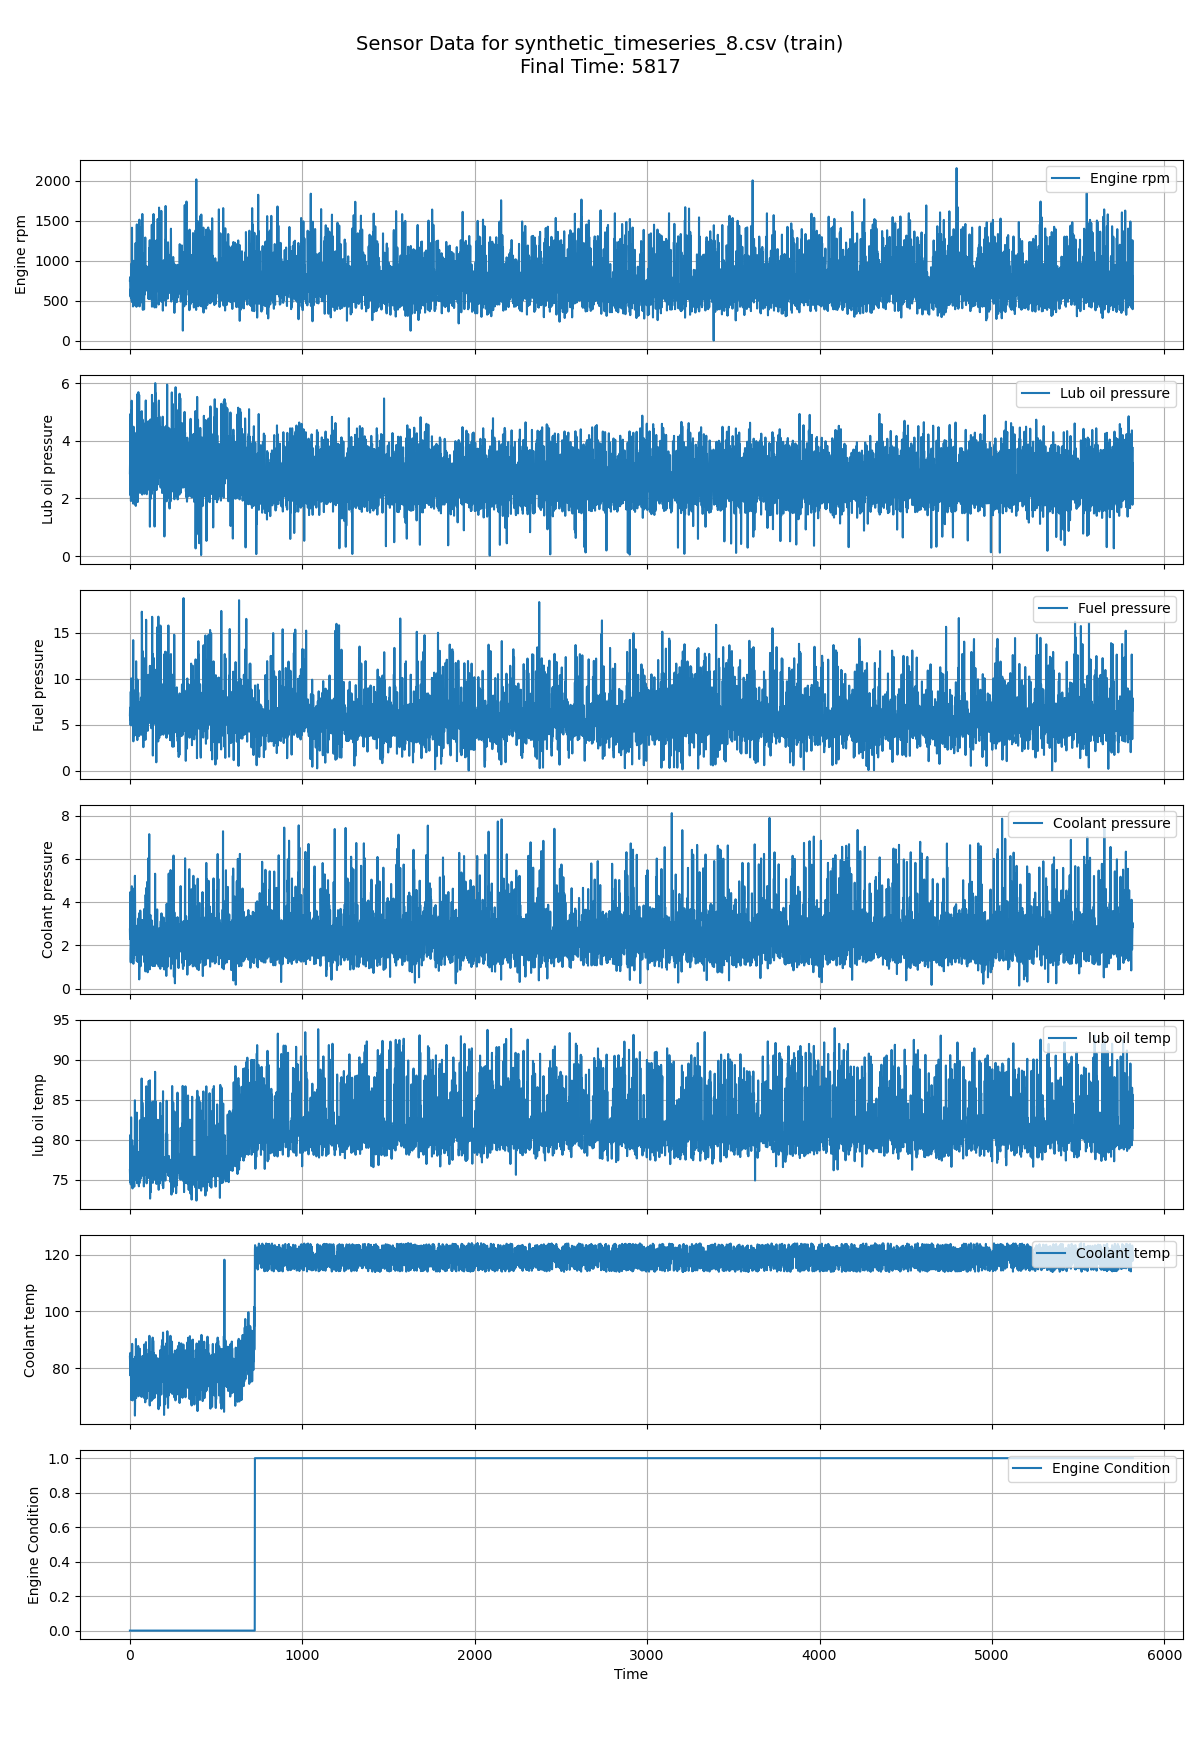 Sensor Data for synthetic_timeseries_8.csv (train)
Final Time: 5817
Engine rpm
2000
1500
1000
500
0
Engine rpm
Lub oil pressure
6
4
2
0
Lub oil pressure
Fuel pressure
15
10
5
0
Fuel pressure
Coolant pressure
8
6
4
2
0
Coolant pressure
lub oil temp
95
90
85
80
75
lub oil temp
Coolant temp
120
100
80
Coolant temp
Engine Condition
1.0
0.8
0.6
0.4
0.2
0.0
Engine Condition
0 1000 2000 3000 4000 5000 6000
Time